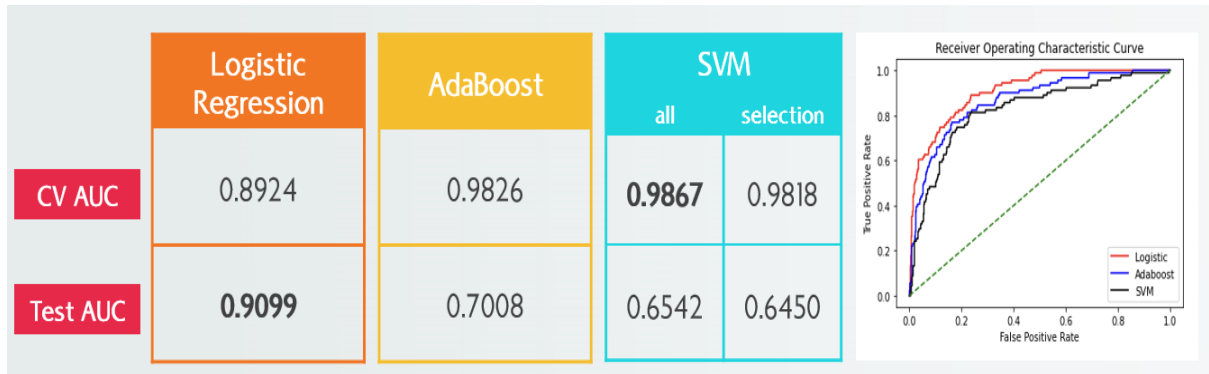 Logistic
Regression
AdaBoost
SVM
all
selection
CV AUC
0.8924
0.9826
0.9867
0.9818
Test AUC
0.9099
0.7008
0.6542
0.6450
Receiver Operating Characteristic Curve
True Positive Rate
1.0
0.8
0.6
0.4
0.2
0.0
Logistic
Adaboost
SVM
0.0
0.2
0.4
0.6
0.8
1.0
False Positive Rate